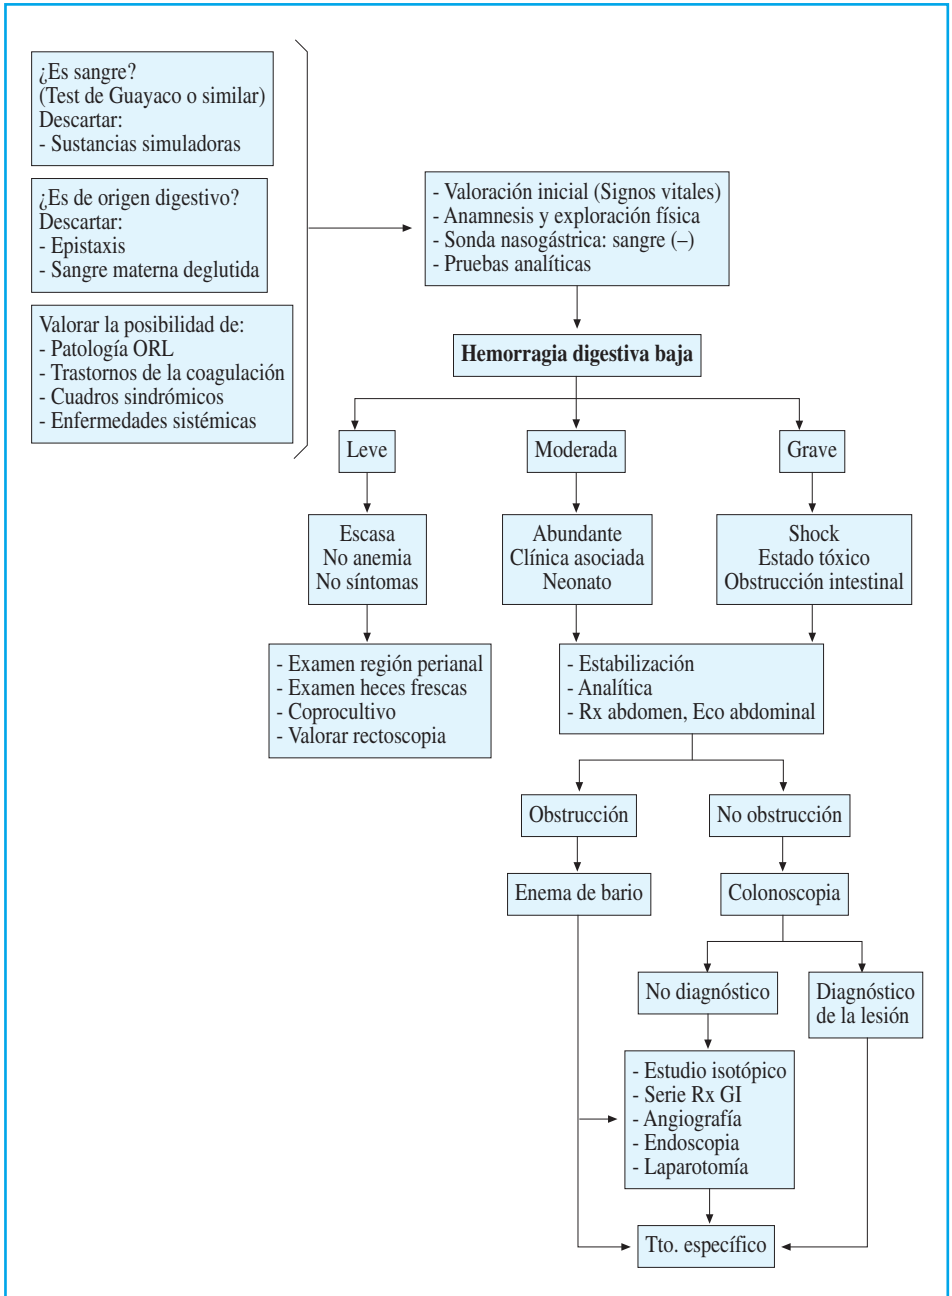 ¿Es sangre?
(Test de Guayaco o similar)
Descartar:
- Sustancias simuladoras
¿Es de origen digestivo?
Descartar:
- Epistaxis
- Sangre materna deglutida
Valorar la posibilidad de:
- Patología ORL
- Trastornos de la coagulación
- Cuadros sindrómicos
- Enfermedades sistémicas
- Valoración inicial (Signos vitales)
- Anamnesis y exploración física
- Sonda nasogástrica: sangre (–)
- Pruebas analíticas
Hemorragia digestiva baja
Leve
Moderada
Grave
Escasa
No anemia
No síntomas
Abundante
Clínica asociada
Neonato
Shock
Estado tóxico
Obstrucción intestinal
- Examen región perianal
- Examen heces frescas
- Coprocultivo
- Valorar rectoscopia
- Estabilización
- Analítica
- Rx abdomen, Eco abdominal
Obstrucción
No obstrucción
Enema de bario
Colonoscopia
No diagnóstico
Diagnóstico
de la lesión
- Estudio isotópico
- Serie Rx GI
- Angiografía
- Endoscopia
- Laparotomía
Tto. específico